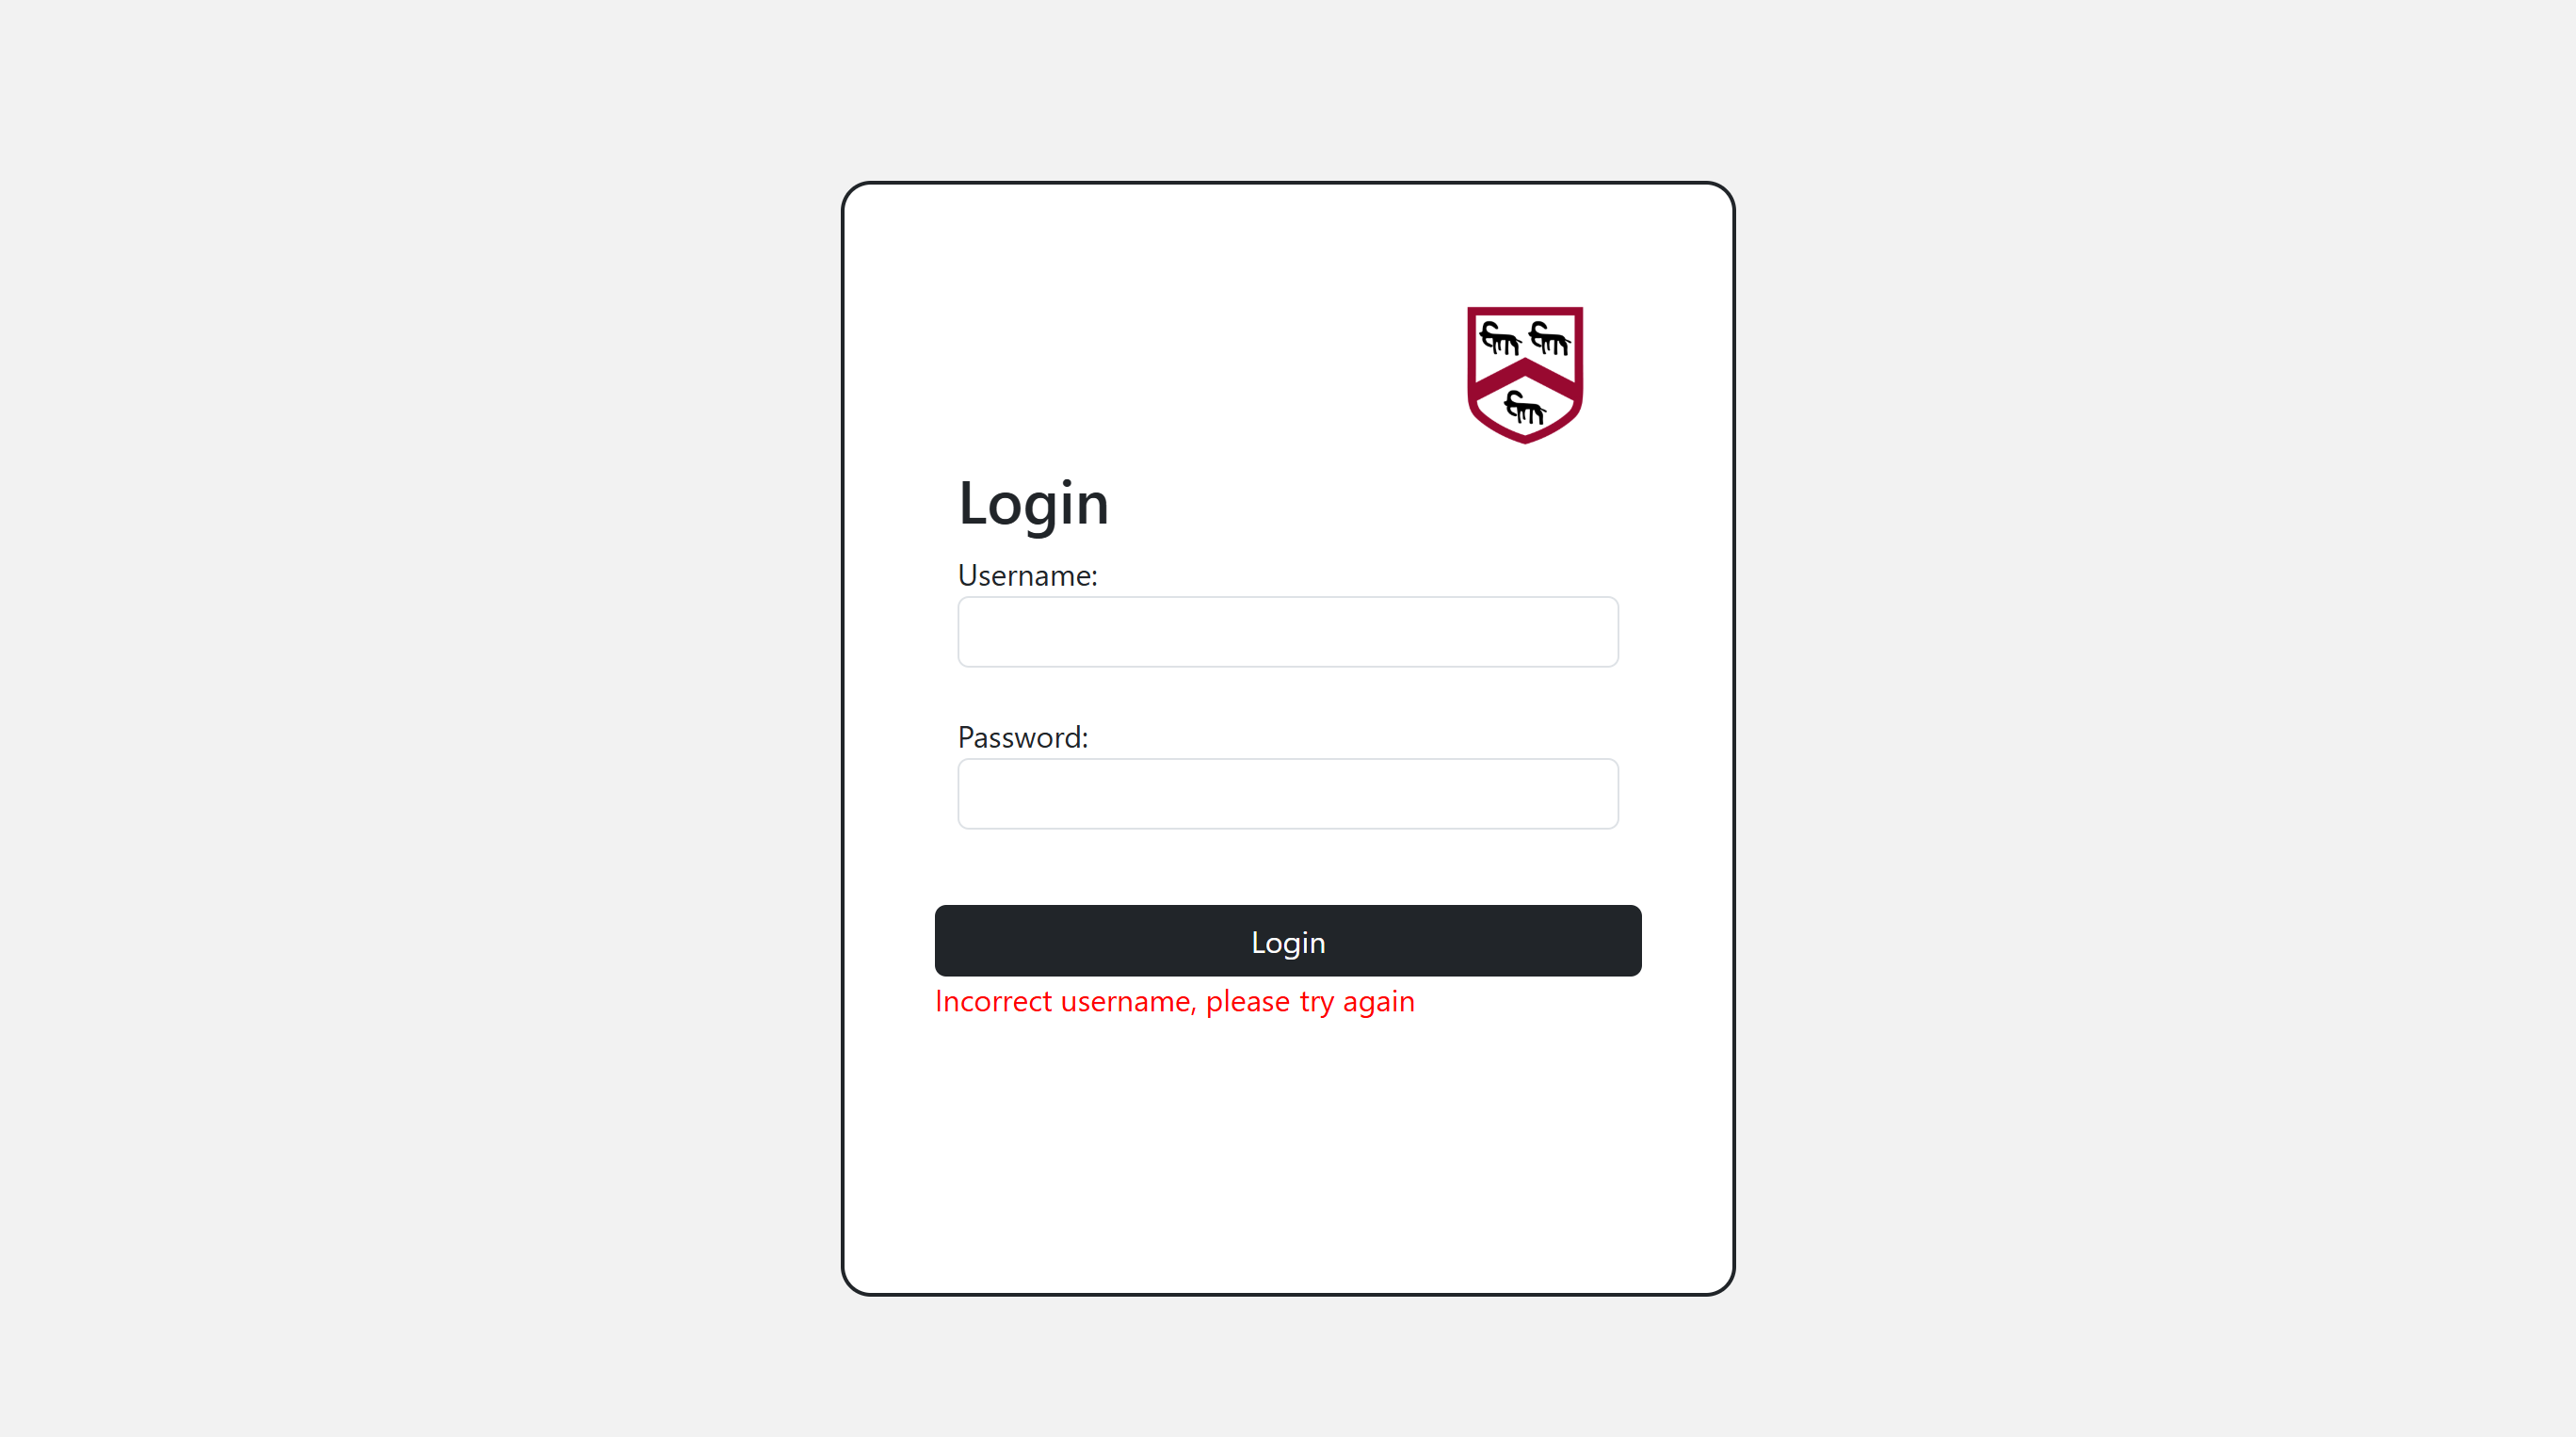 Login
Username:
Password:
Login
Incorrect username, please try again